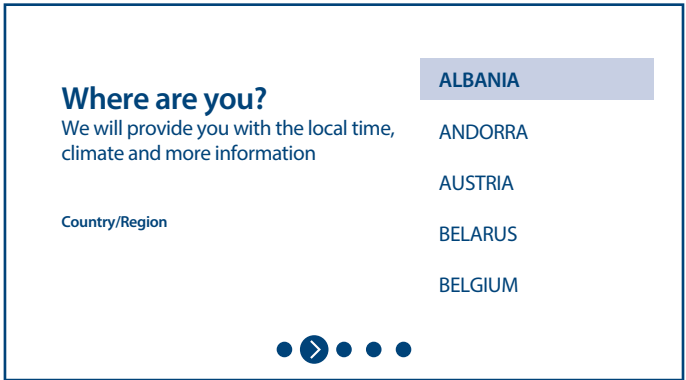 Where are you?
We will provide you with the local time,
climate and more information
Country/Region
ALBANIA
ANDORRA
AUSTRIA
BELARUS
BELGIUM